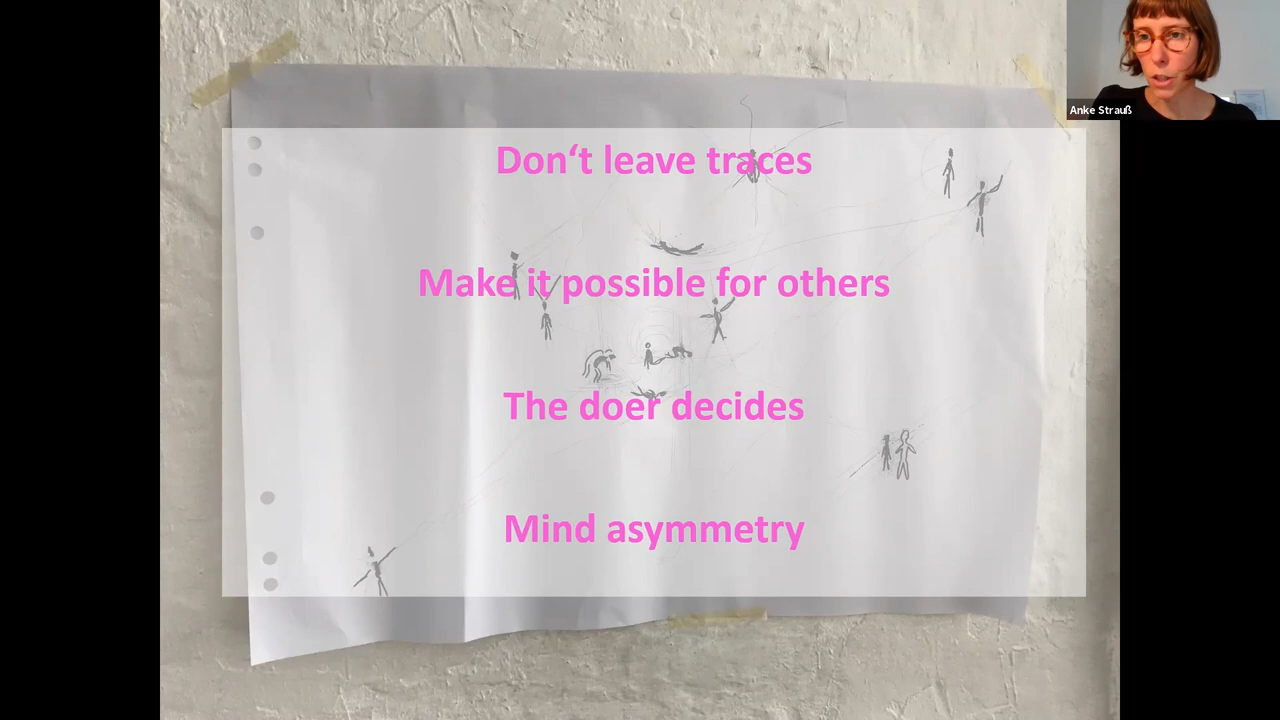 Don‘t leave traces
Make it possible for others
The doer decides
Mind asymmetry
Anke Strauß